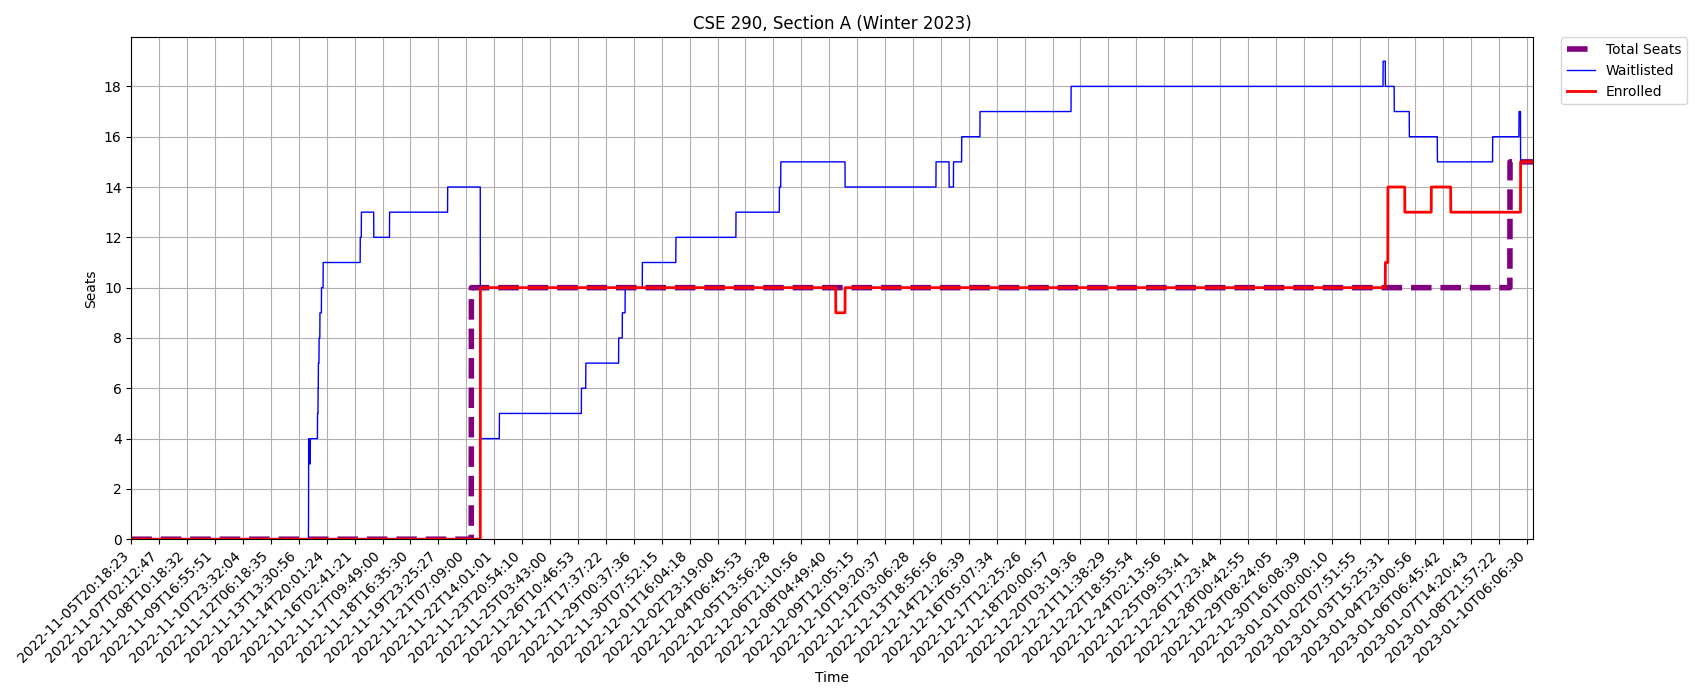 CSE 290, Section A (Winter 2023)
Total Seats
Waitlisted
Enrolled
Seats
18
16
14
12
10
8
6
4
2
0
2022-11-05T20:18:23
2022-11-07T02:12:47
2022-11-08T10:18:32
2022-11-09T16:55:51
2022-11-10T23:32:04
2022-11-12T06:18:35
2022-11-13T13:30:56
2022-11-14T20:01:24
2022-11-16T02:41:21
2022-11-17T09:49:00
2022-11-18T16:35:30
2022-11-19T23:25:27
2022-11-21T07:09:00
2022-11-22T14:01:01
2022-11-23T20:54:10
2022-11-25T03:43:00
2022-11-26T10:46:53
2022-11-27T17:37:22
2022-11-29T00:37:36
2022-11-30T07:52:15
2022-12-01T16:04:18
2022-12-02T23:19:00
2022-12-04T06:45:53
2022-12-05T13:56:28
2022-12-06T21:10:56
2022-12-08T04:49:40
2022-12-09T12:05:15
2022-12-10T19:20:37
2022-12-12T03:06:28
2022-12-13T18:56:56
2022-12-14T21:26:39
2022-12-16T05:07:34
2022-12-17T12:25:26
2022-12-18T20:00:57
2022-12-20T03:19:36
2022-12-21T11:38:29
2022-12-22T18:55:54
2022-12-24T02:13:56
2022-12-25T09:53:41
2022-12-26T17:23:44
2022-12-28T00:42:55
2022-12-29T08:24:05
2022-12-30T16:08:39
2023-01-01T00:00:10
2023-01-02T07:51:55
2023-01-03T15:25:31
2023-01-04T23:00:56
2023-01-06T06:45:42
2023-01-07T14:20:43
2023-01-08T21:57:22
2023-01-10T06:06:30
Time